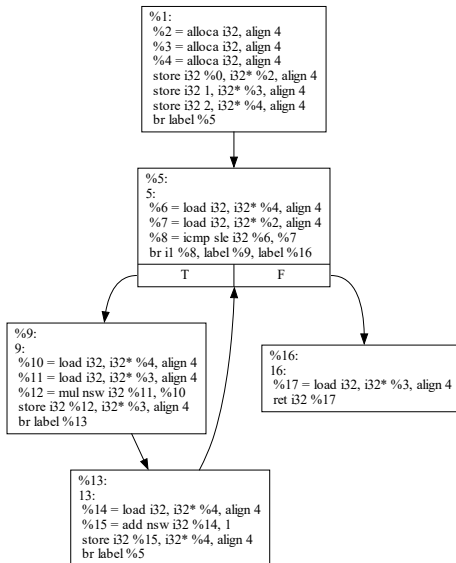 %1:
%2 = alloca i32, align 4
%3 = alloca i32, align 4
%4 = alloca i32, align 4
store i32 %0, i32* %2, align 4
store i32 1, i32* %3, align 4
store i32 2, i32* %4, align 4
br label %5
%5:
5:
%6 = load i32, i32* %4, align 4
%7 = load i32, i32* %2, align 4
%8 = icmp sle i32 %6, %7
br i1 %8, label %9, label %16
T F
%9:
9:
%10 = load i32, i32* %4, align 4
%11 = load i32, i32* %3, align 4
%12 = mul nsw i32 %11, %10
store i32 %12, i32* %3, align 4
br label %13
%16:
16:
%17 = load i32, i32* %3, align 4
ret i32 %17
%13:
13:
%14 = load i32, i32* %4, align 4
%15 = add nsw i32 %14, 1
store i32 %15, i32* %4, align 4
br label %5